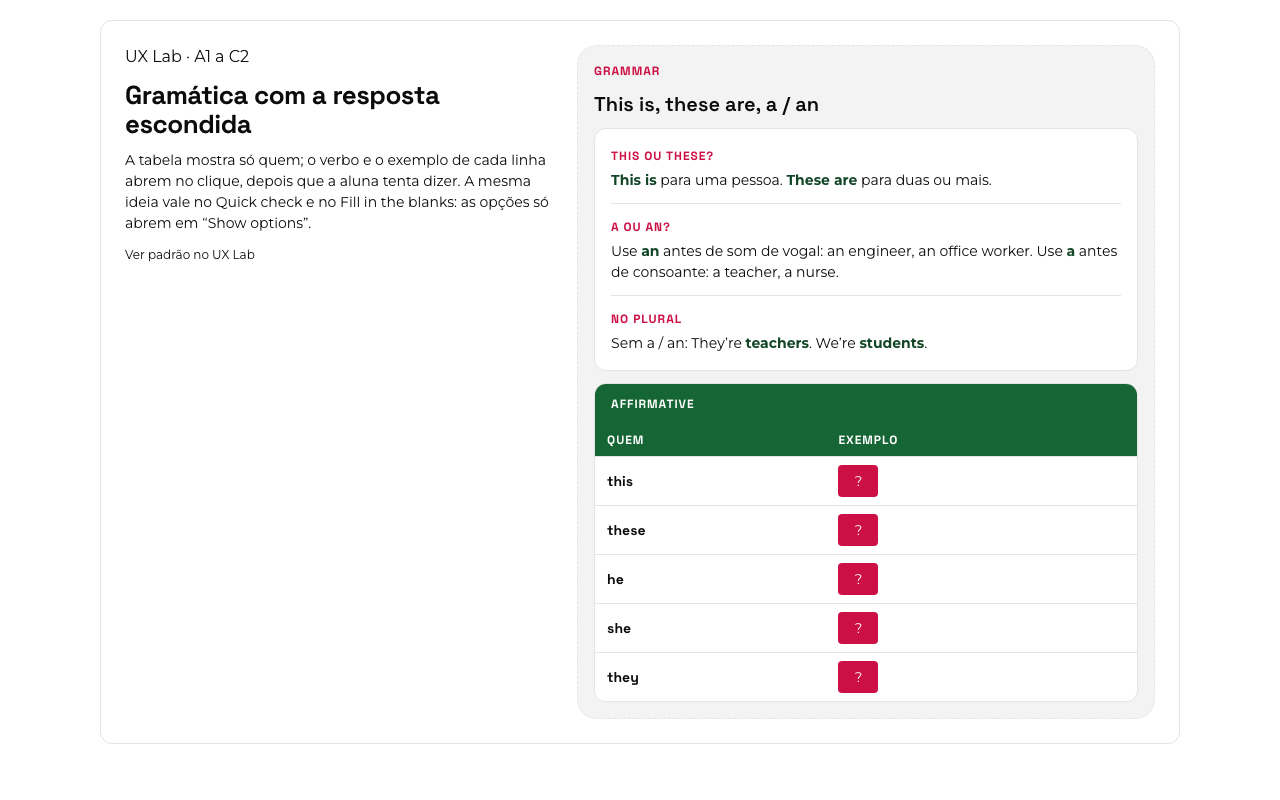 UX Lab · A1 a C2
Gramática com a resposta
escondida
A tabela mostra só quem; o verbo e o exemplo de cada linha
abrem no clique, depois que a aluna tenta dizer. A mesma
ideia vale no Quick check e no Fill in the blanks: as opções só
abrem em “Show options”.
Ver padrão no UX Lab
GRAMMAR
This is, these are, a / an
THIS OU THESE?
This is para uma pessoa. These are para duas ou mais.
A OU AN?
Use an antes de som de vogal: an engineer, an office worker. Use a antes
de consoante: a teacher, a nurse.
NO PLURAL
Sem a / an: They’re teachers. We’re students.
AFFIRMATIVE
QUEM EXEMPLO
this ?
these ?
he ?
she ?
they ?